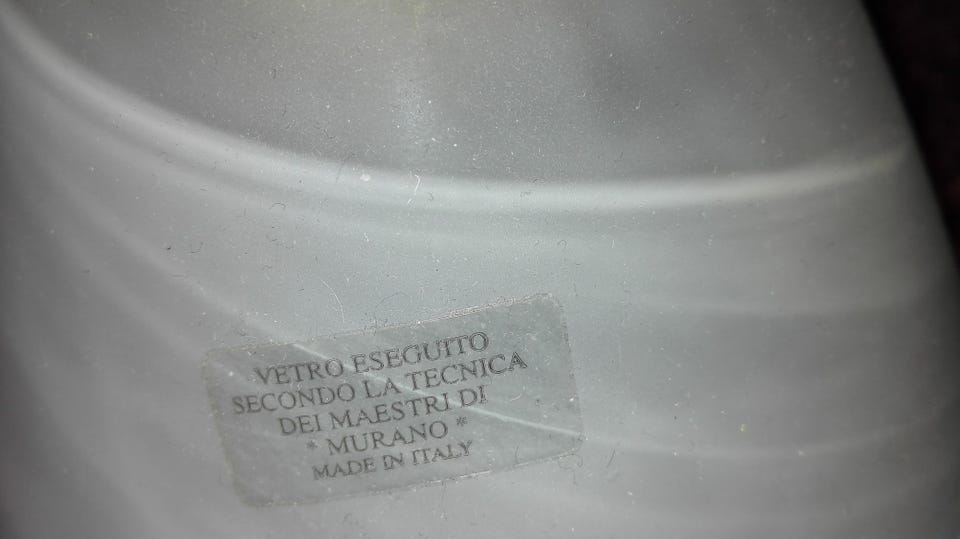 VETRO ESEGUITO
SECONDO LA TECNICA
DEI MAESTRI DI
* MURANO *
MADE IN ITALY